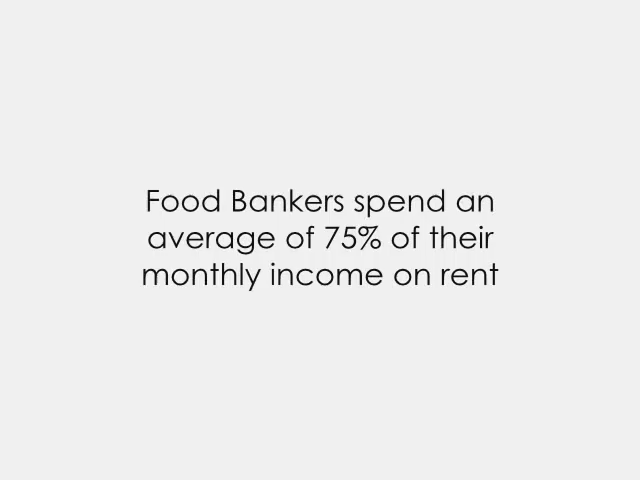 Food Bankers spend an
average of 75% of their
monthly income on rent